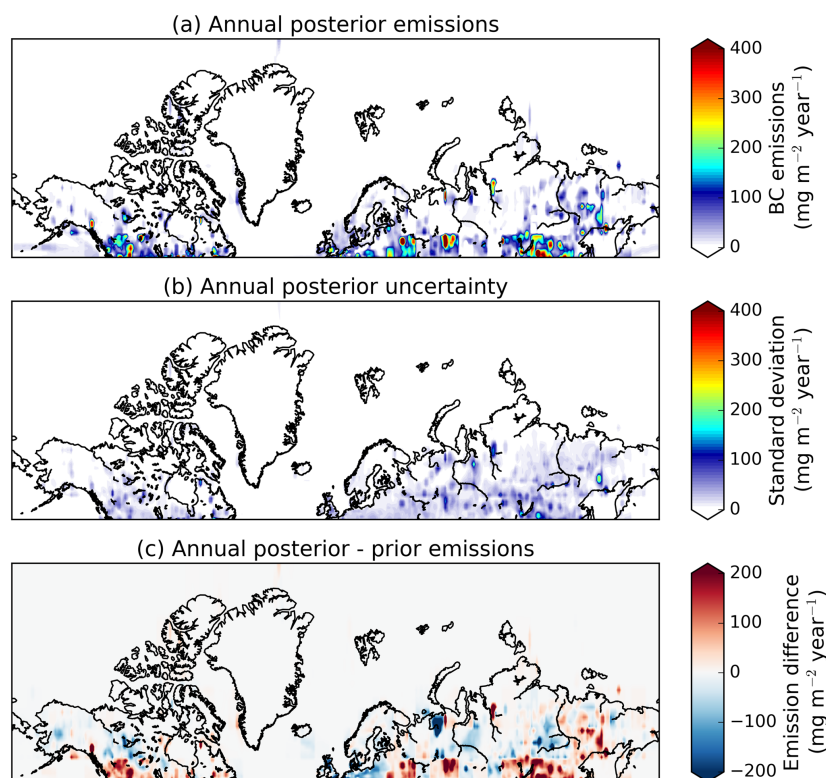 (a) Annual posterior emissions
400
300
200
100
0
BC emissions
(mg m⁻² year⁻¹)
(b) Annual posterior uncertainty
400
300
200
100
0
Standard deviation
(mg m⁻² year⁻¹)
(c) Annual posterior - prior emissions
200
100
0
−100
−200
Emission difference
(mg m⁻² year⁻¹)